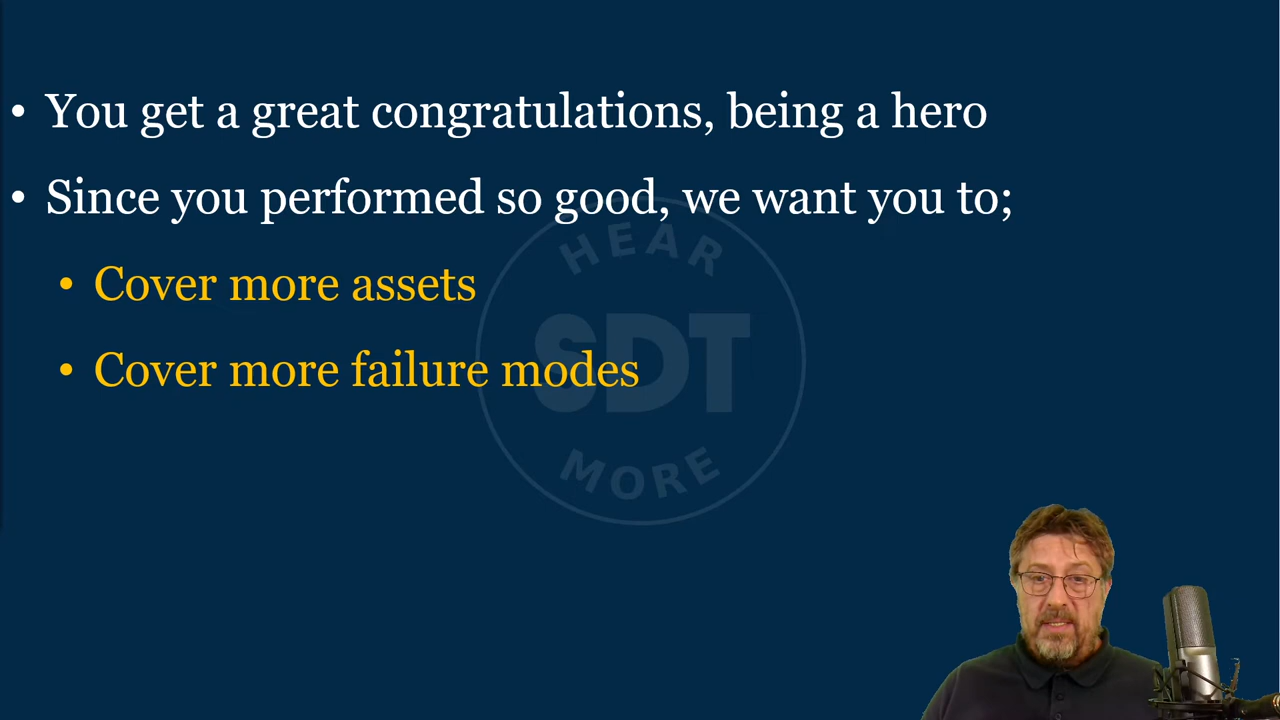 • You get a great congratulations, being a hero
• Since you performed so good, we want you to;
• Cover more assets
• Cover more failure modes
HEAR
SDT
MORE